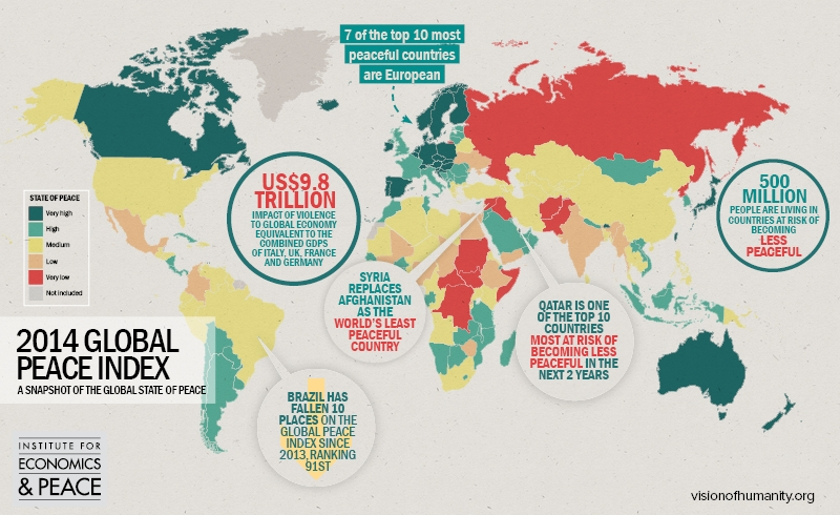 7 of the top 10 most
peaceful countries
are European
US$9.8
TRILLION
IMPACT OF VIOLENCE
TO GLOBAL ECONOMY
EQUIVALENT TO THE
COMBINED GDPS
OF ITALY, UK, FRANCE
AND GERMANY
500
MILLION
PEOPLE ARE LIVING IN
COUNTRIES AT RISK OF
BECOMING
LESS
PEACEFUL
STATE OF PEACE
Very high
High
Medium
Low
Very low
Not included
SYRIA
REPLACES
AFGHANISTAN
AS THE
WORLD'S LEAST
PEACEFUL
COUNTRY
QATAR IS ONE
OF THE TOP 10
COUNTRIES
MOST AT RISK OF
BECOMING LESS
PEACEFUL IN THE
NEXT 2 YEARS
2014 GLOBAL
PEACE INDEX
A SNAPSHOT OF THE GLOBAL STATE OF PEACE
BRAZIL HAS
FALLEN 10
PLACES ON THE
GLOBAL PEACE
INDEX SINCE
2013, RANKING
91ST
INSTITUTE FOR
ECONOMICS
& PEACE
visionofhumanity.org